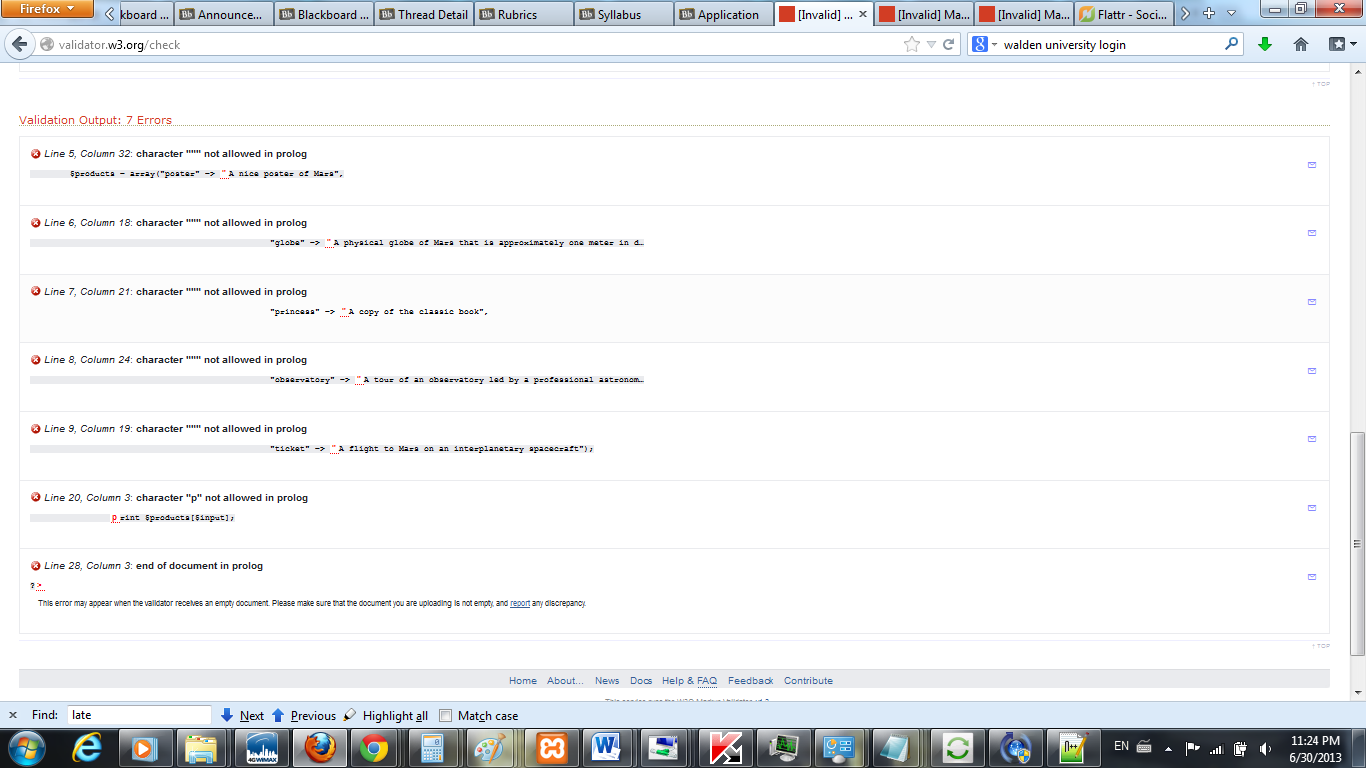 Firefox
kboard ...
Announce...
Blackboard ...
Thread Detail
Rubrics
Syllabus
Application
[Invalid] ...
[Invalid] Ma...
[Invalid] Ma...
Flattr - Soci...
validator.w3.org/check
walden university login
↑ TOP
Validation Output: 7 Errors
Line 5, Column 32: character """ not allowed in prolog
$products = array("poster" => "A nice poster of Mars",
Line 6, Column 18: character """ not allowed in prolog
"globe" => "A physical globe of Mars that is approximately one meter in d…
Line 7, Column 21: character """ not allowed in prolog
"princess" => "A copy of the classic book",
Line 8, Column 24: character """ not allowed in prolog
"observatory" => "A tour of an observatory led by a professional astronom…
Line 9, Column 19: character """ not allowed in prolog
"ticket" => "A flight to Mars on an interplanetary spacecraft");
Line 20, Column 3: character "p" not allowed in prolog
print $products[$input];
Line 28, Column 3: end of document in prolog
?>
This error may appear when the validator receives an empty document. Please make sure that the document you are uploading is not empty, and report any discrepancy.
↑ TOP
Home About... News Docs Help & FAQ Feedback Contribute
Find: late Next Previous Highlight all Match case
4GWIMAX
EN
11:24 PM
6/30/2013